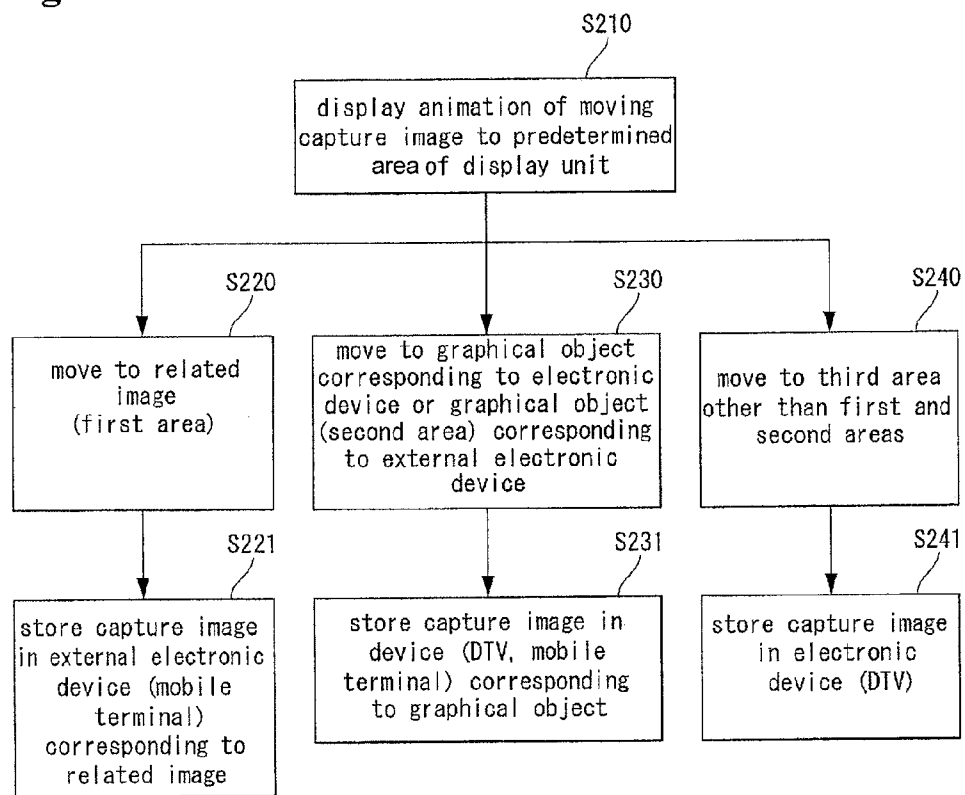 g
S210
display animation of moving
capture image to predetermined
area of display unit
S220
move to related
image
(first area)
S230
move to graphical object
corresponding to electronic
device or graphical object
(second area) corresponding
to external electronic
device
S240
move to third area
other than first and
second areas
S221
store capture image
in external electronic
device (mobile
terminal)
corresponding to
related image
S231
store capture image in
device (DTV, mobile
terminal) corresponding
to graphical object
S241
store capture image
in electronic
device (DTV)